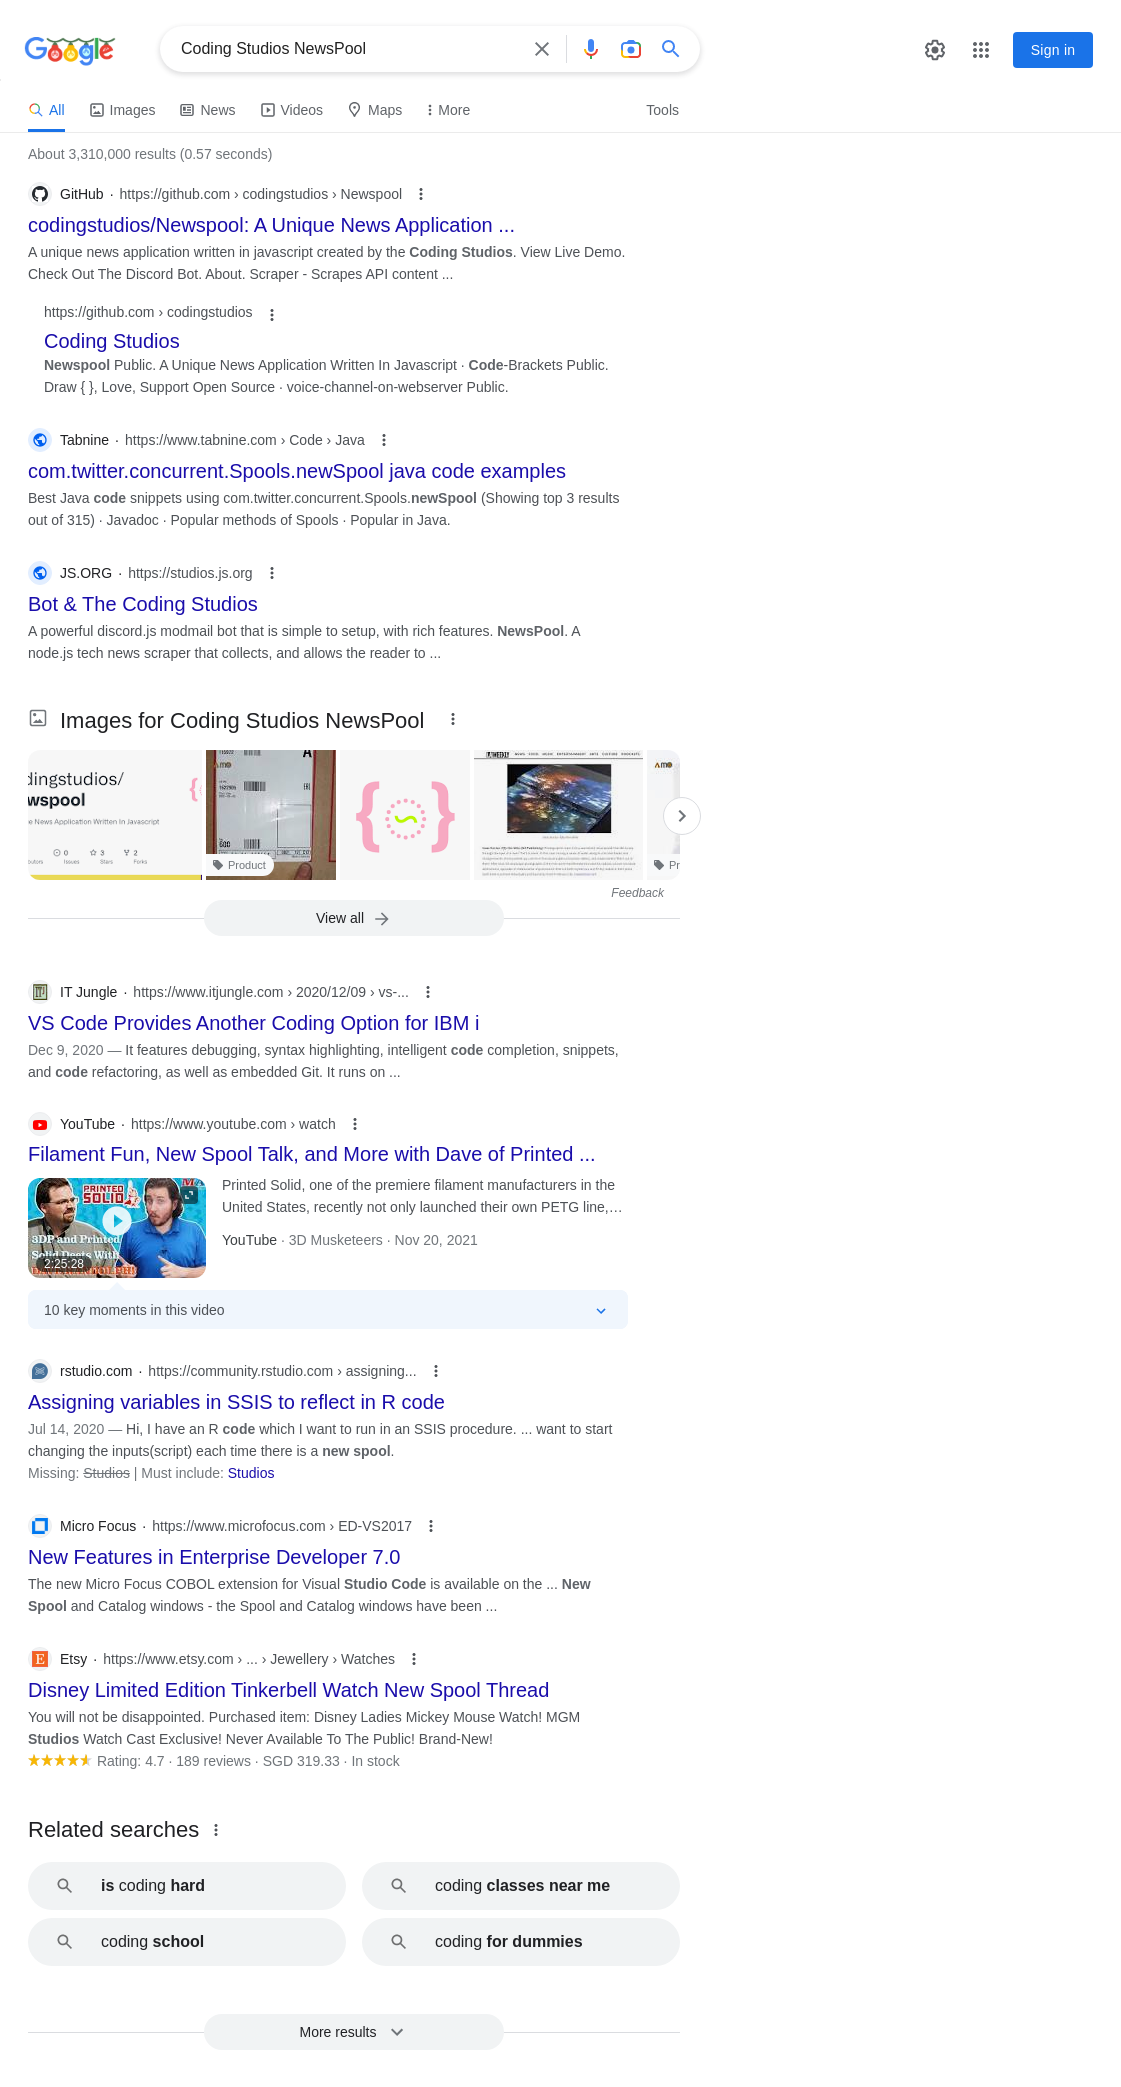 Google
Coding Studios NewsPool
Sign in
All
Images
News
Videos
Maps
More
Tools
About 3,310,000 results (0.57 seconds)
GitHub · https://github.com › codingstudios › Newspool
codingstudios/Newspool: A Unique News Application ...
A unique news application written in javascript created by the Coding Studios. View Live Demo.
Check Out The Discord Bot. About. Scraper - Scrapes API content ...
https://github.com › codingstudios
Coding Studios
Newspool Public. A Unique News Application Written In Javascript · Code-Brackets Public.
Draw { }, Love, Support Open Source · voice-channel-on-webserver Public.
Tabnine · https://www.tabnine.com › Code › Java
com.twitter.concurrent.Spools.newSpool java code examples
Best Java code snippets using com.twitter.concurrent.Spools.newSpool (Showing top 3 results
out of 315) · Javadoc · Popular methods of Spools · Popular in Java.
JS.ORG · https://studios.js.org
Bot & The Coding Studios
A powerful discord.js modmail bot that is simple to setup, with rich features. NewsPool. A
node.js tech news scraper that collects, and allows the reader to ...
Images for Coding Studios NewsPool
dingstudios/
wspool
e News Application Written In Javascript
0
3
2
Issues
Stars
Forks
Product
{ }
Pr
Feedback
View all
IT Jungle · https://www.itjungle.com › 2020/12/09 › vs-...
VS Code Provides Another Coding Option for IBM i
Dec 9, 2020 — It features debugging, syntax highlighting, intelligent code completion, snippets,
and code refactoring, as well as embedded Git. It runs on ...
YouTube · https://www.youtube.com › watch
Filament Fun, New Spool Talk, and More with Dave of Printed ...
PRINTED
SOLID
3DP and Printed
Solid Deets With
2:25:28
Printed Solid, one of the premiere filament manufacturers in the
United States, recently not only launched their own PETG line,…
YouTube · 3D Musketeers · Nov 20, 2021
10 key moments in this video
rstudio.com · https://community.rstudio.com › assigning...
Assigning variables in SSIS to reflect in R code
Jul 14, 2020 — Hi, I have an R code which I want to run in an SSIS procedure. ... want to start
changing the inputs(script) each time there is a new spool.
Missing: Studios | Must include: Studios
Micro Focus · https://www.microfocus.com › ED-VS2017
New Features in Enterprise Developer 7.0
The new Micro Focus COBOL extension for Visual Studio Code is available on the ... New
Spool and Catalog windows - the Spool and Catalog windows have been ...
Etsy · https://www.etsy.com › ... › Jewellery › Watches
Disney Limited Edition Tinkerbell Watch New Spool Thread
You will not be disappointed. Purchased item: Disney Ladies Mickey Mouse Watch! MGM
Studios Watch Cast Exclusive! Never Available To The Public! Brand-New!
Rating: 4.7 · 189 reviews · SGD 319.33 · In stock
Related searches
is coding hard
coding classes near me
coding school
coding for dummies
More results